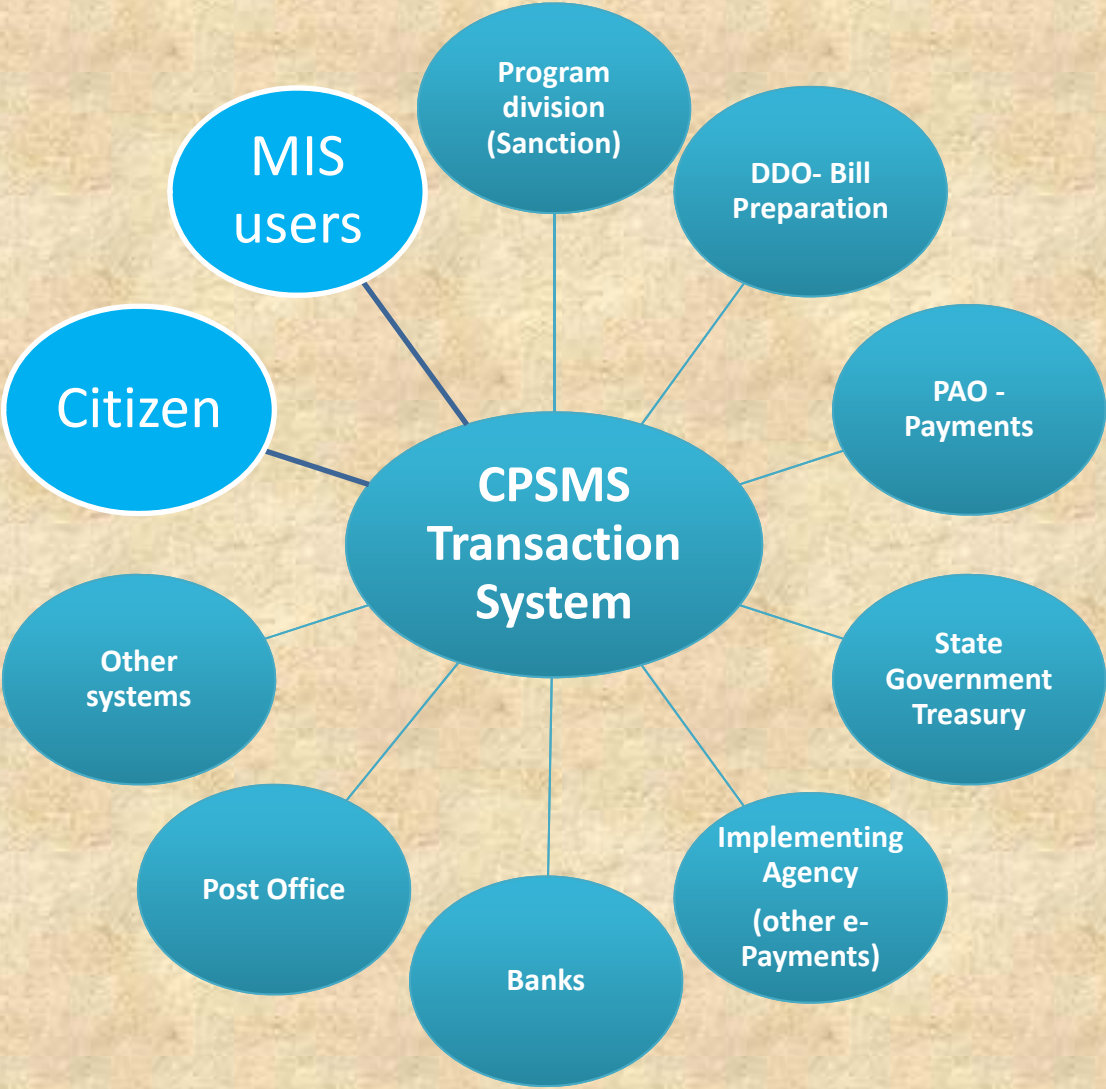 Program
division
(Sanction)
MIS
users
DDO- Bill
Preparation
Citizen
PAO -
Payments
CPSMS
Transaction
System
Other
systems
State
Government
Treasury
Post Office
Implementing
Agency
(other e-
Payments)
Banks